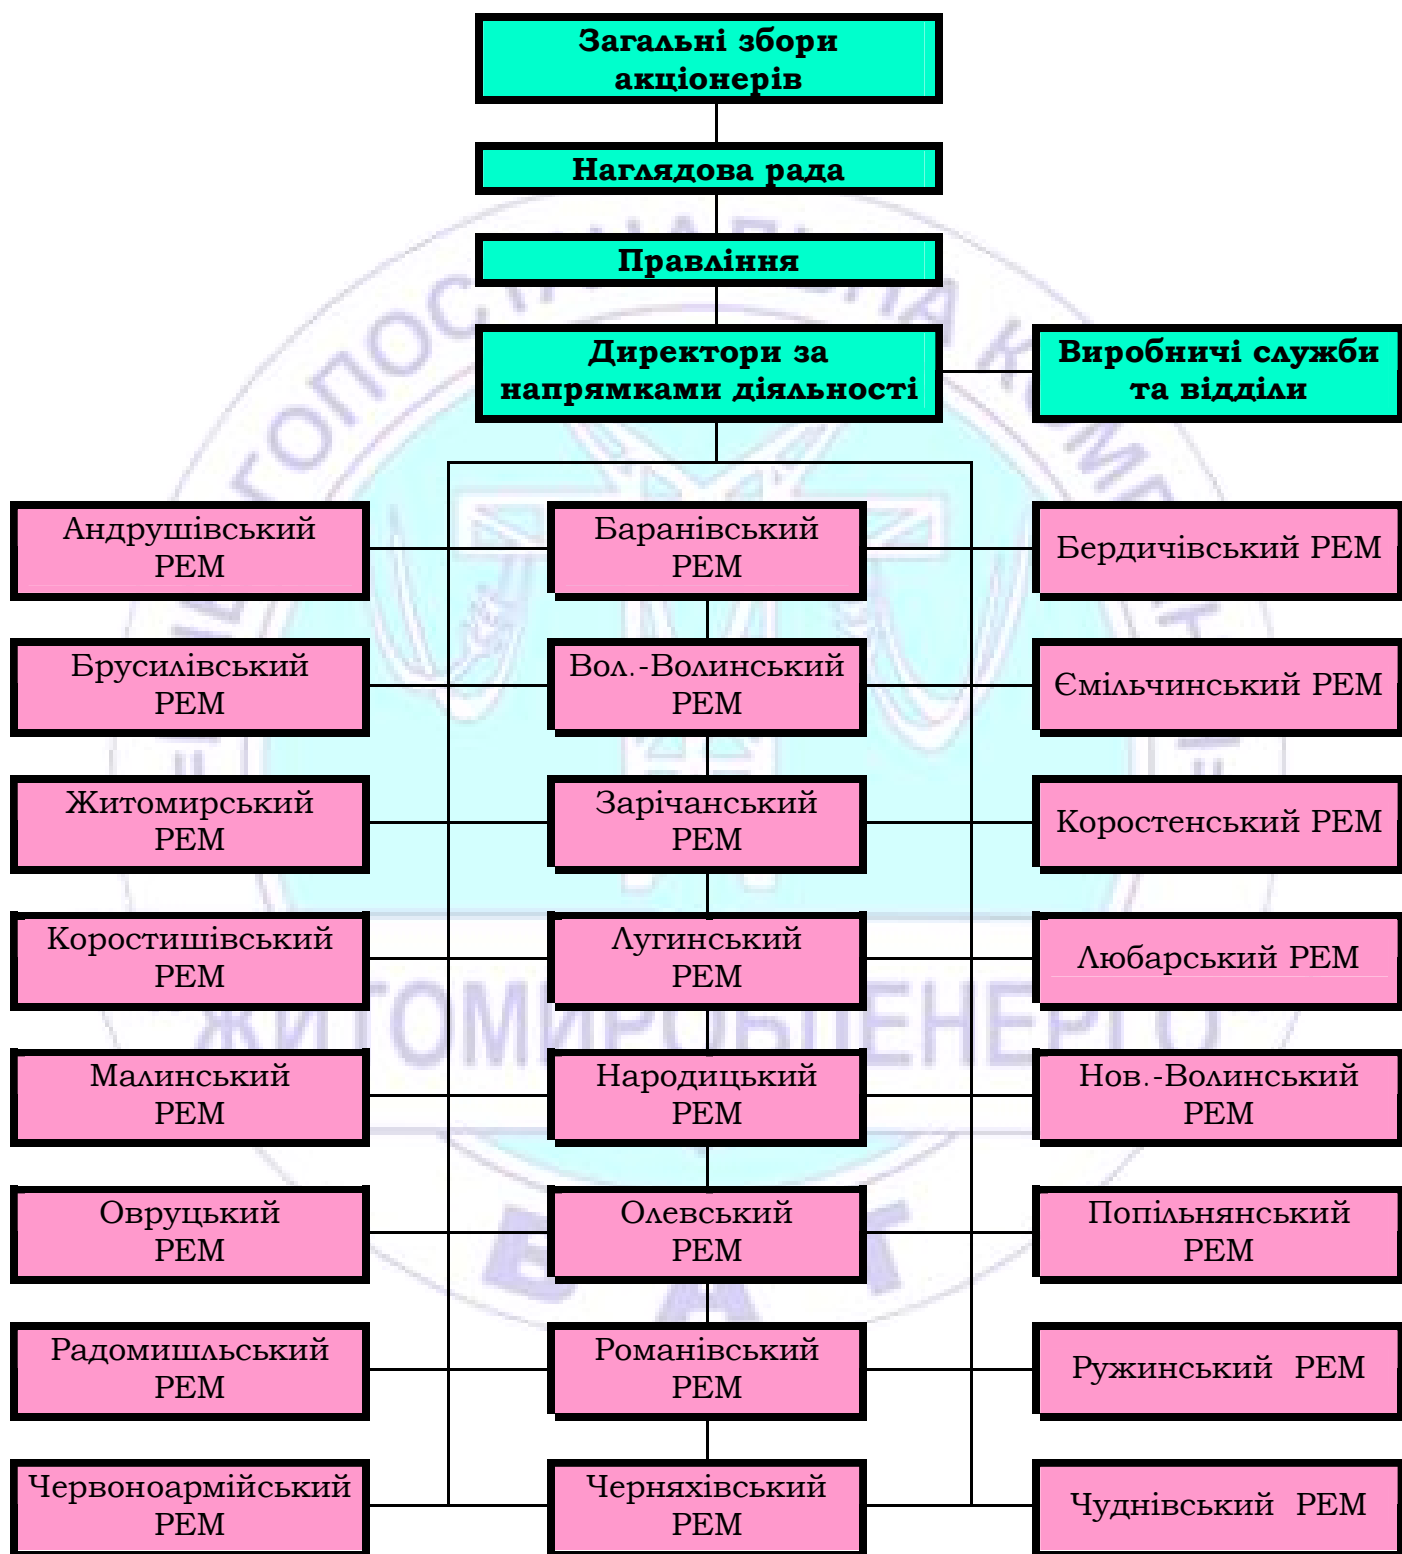 Загальні збори
акціонерів
Наглядова рада
Правління
Директори за
напрямками діяльності
Виробничі служби
та відділи
Андрушівський
РЕМ
Баранівський
РЕМ
Бердичівський РЕМ
Брусилівський
РЕМ
Вол.-Волинський
РЕМ
Ємільчинський РЕМ
Житомирський
РЕМ
Зарічанський
РЕМ
Коростенський РЕМ
Коростишівський
РЕМ
Лугинський
РЕМ
Любарський РЕМ
ЖИТОМИРОБЛЕНЕРГО
Малинський
РЕМ
Народицький
РЕМ
Нов.-Волинський
РЕМ
Овруцький
РЕМ
Олевський
РЕМ
Попільнянський
РЕМ
ВАТ
Радомишльський
РЕМ
Романівський
РЕМ
Ружинський  РЕМ
Червоноармійський
РЕМ
Черняхівський
РЕМ
Чуднівський  РЕМ